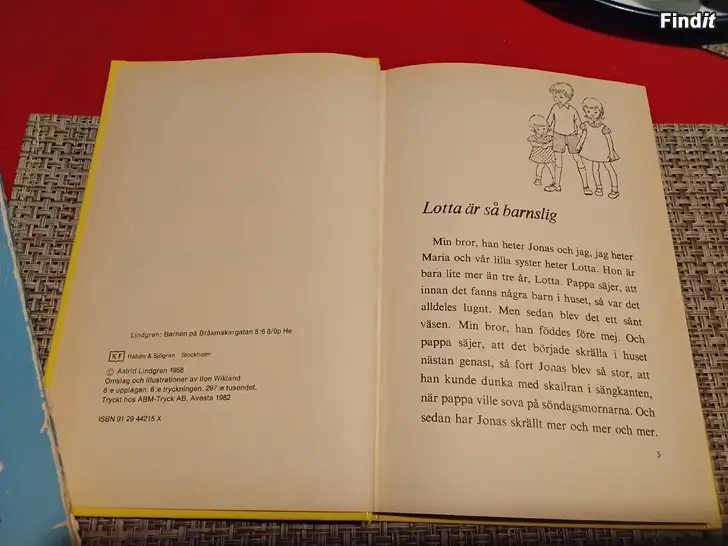 Findit
Lindgren: Barnen på Bråkmakargatan 8:6 8/9p He
KF Rabén & Sjögren Stockholm
© Astrid Lindgren 1958
Omslag och illustrationer av Ilon Wikland
8:e upplagan. 6:e tryckningen. 297:e tusendet.
Tryckt hos ABM-Tryck AB, Avesta 1982
ISBN 91 29 44215 X
Lotta är så barnslig
Min bror, han heter Jonas och jag, jag heter
Maria och vår lilla syster heter Lotta. Hon är
bara lite mer än tre år, Lotta. Pappa säjer, att
innan det fanns några barn i huset, så var det
alldeles lugnt. Men sedan blev det ett sånt
väsen. Min bror, han föddes före mej. Och
pappa säjer, att det började skrälla i huset
nästan genast, så fort Jonas blev så stor, att
han kunde dunka med skallran i sängkanten,
när pappa ville sova på söndagsmornarna. Och
sedan har Jonas skrällt mer och mer och mer.
5